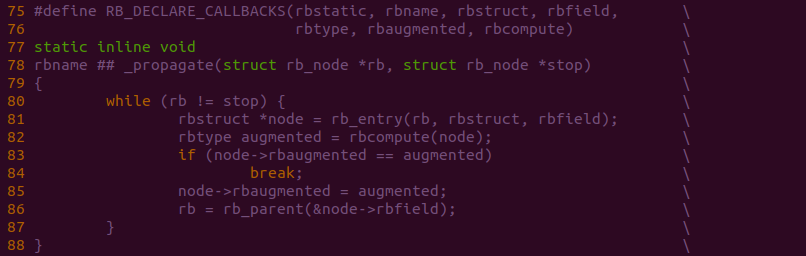 75 #define RB_DECLARE_CALLBACKS(rbstatic, rbname, rbstruct, rbfield,       \
76                              rbtype, rbaugmented, rbcompute)            \
77 static inline void                                                      \
78 rbname ## _propagate(struct rb_node *rb, struct rb_node *stop)          \
79 {                                                                       \
80         while (rb != stop) {                                            \
81                 rbstruct *node = rb_entry(rb, rbstruct, rbfield);       \
82                 rbtype augmented = rbcompute(node);                     \
83                 if (node->rbaugmented == augmented)                     \
84                         break;                                          \
85                 node->rbaugmented = augmented;                          \
86                 rb = rb_parent(&node->rbfield);                         \
87         }                                                               \
88 }                                                                       \